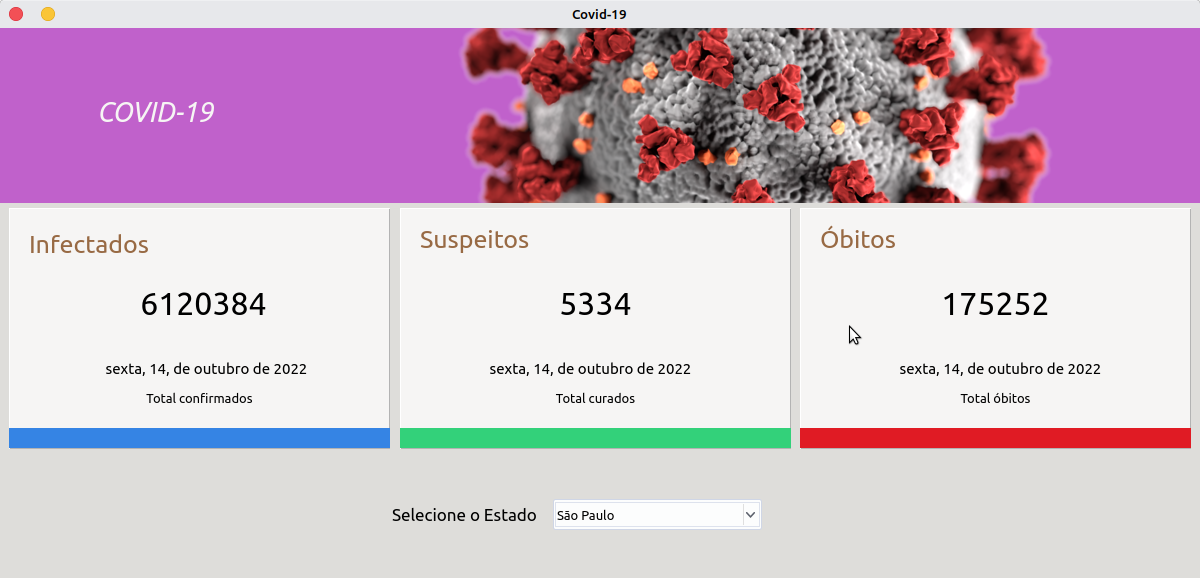 Covid-19
COVID-19
Infectados
6120384
sexta, 14, de outubro de 2022
Total confirmados
Suspeitos
5334
sexta, 14, de outubro de 2022
Total curados
Óbitos
175252
sexta, 14, de outubro de 2022
Total óbitos
Selecione o Estado
São Paulo